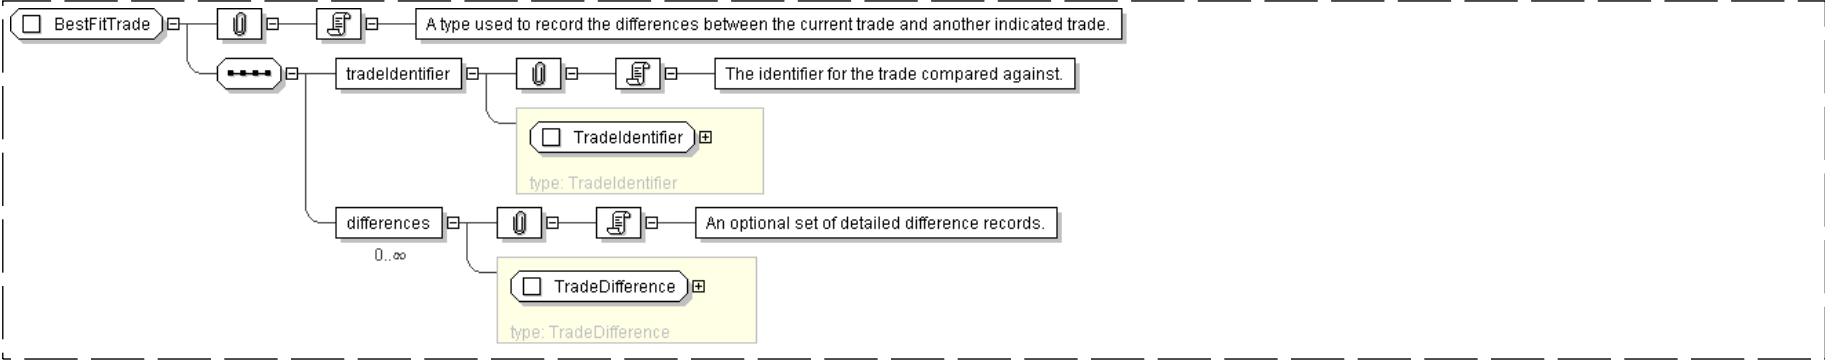 BestFitTrade A type used to record the differences between the current trade and another indicated trade.
tradeIdentifier The identifier for the trade compared against.
TradeIdentifier
type: TradeIdentifier
differences An optional set of detailed difference records.
0..∞
TradeDifference
type: TradeDifference